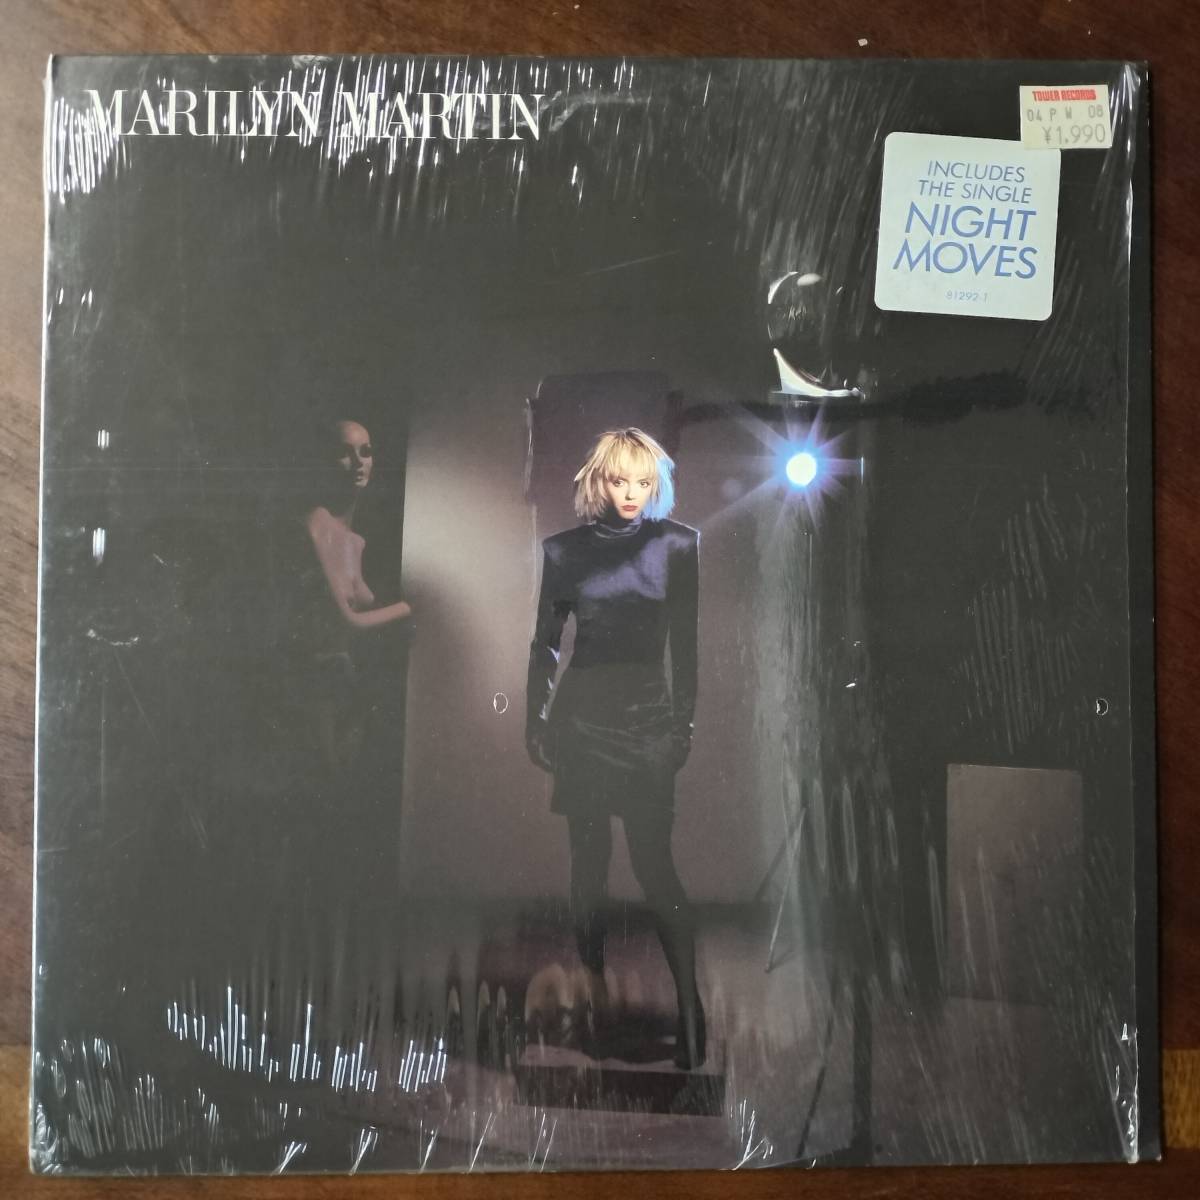 MARILYN MARTIN
TOWER RECORDS
04 P W 08
¥1,990
INCLUDES
THE SINGLE
NIGHT
MOVES
81292-1